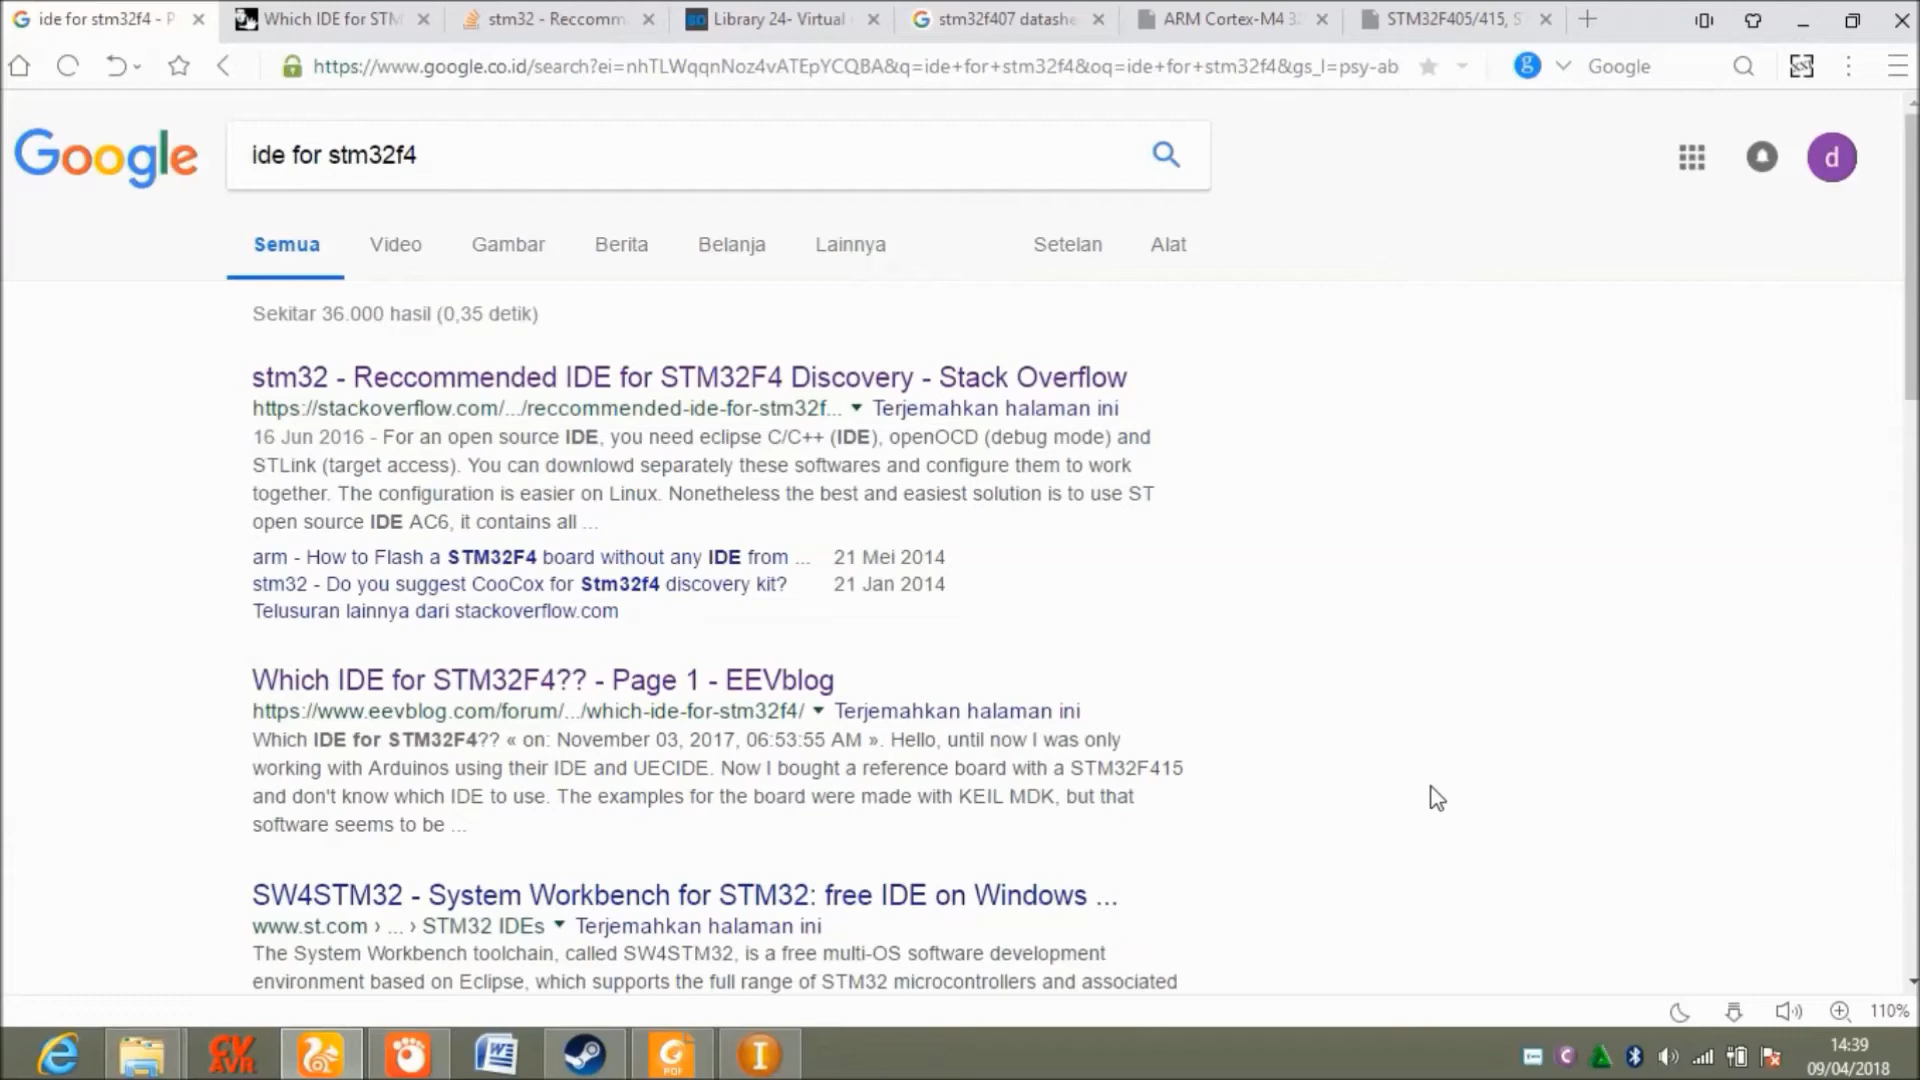 ide for stm32f4 - P
Which IDE for STM
stm32 - Reccomm
Library 24- Virtual
stm32f407 datashe
ARM Cortex-M4 3
STM32F405/415, S
https://www.google.co.id/search?ei=nhTLWqqnNoz4vATEpYCQBA&q=ide+for+stm32f4&oq=ide+for+stm32f4&gs_l=psy-ab
Google
Google
ide for stm32f4
d
Semua
Video
Gambar
Berita
Belanja
Lainnya
Setelan
Alat
Sekitar 36.000 hasil (0,35 detik)
stm32 - Reccommended IDE for STM32F4 Discovery - Stack Overflow
https://stackoverflow.com/.../reccommended-ide-for-stm32f... Terjemahkan halaman ini
16 Jun 2016 - For an open source IDE, you need eclipse C/C++ (IDE), openOCD (debug mode) and
STLink (target access). You can downlowd separately these softwares and configure them to work
together. The configuration is easier on Linux. Nonetheless the best and easiest solution is to use ST
open source IDE AC6, it contains all ...
arm - How to Flash a STM32F4 board without any IDE from ... 21 Mei 2014
stm32 - Do you suggest CooCox for Stm32f4 discovery kit? 21 Jan 2014
Telusuran lainnya dari stackoverflow.com
Which IDE for STM32F4?? - Page 1 - EEVblog
https://www.eevblog.com/forum/.../which-ide-for-stm32f4/ Terjemahkan halaman ini
Which IDE for STM32F4?? « on: November 03, 2017, 06:53:55 AM ». Hello, until now I was only
working with Arduinos using their IDE and UECIDE. Now I bought a reference board with a STM32F415
and don't know which IDE to use. The examples for the board were made with KEIL MDK, but that
software seems to be ...
SW4STM32 - System Workbench for STM32: free IDE on Windows ...
www.st.com › ... › STM32 IDEs Terjemahkan halaman ini
The System Workbench toolchain, called SW4STM32, is a free multi-OS software development
environment based on Eclipse, which supports the full range of STM32 microcontrollers and associated
110%
CV
AVR
PDF
14:39
09/04/2018